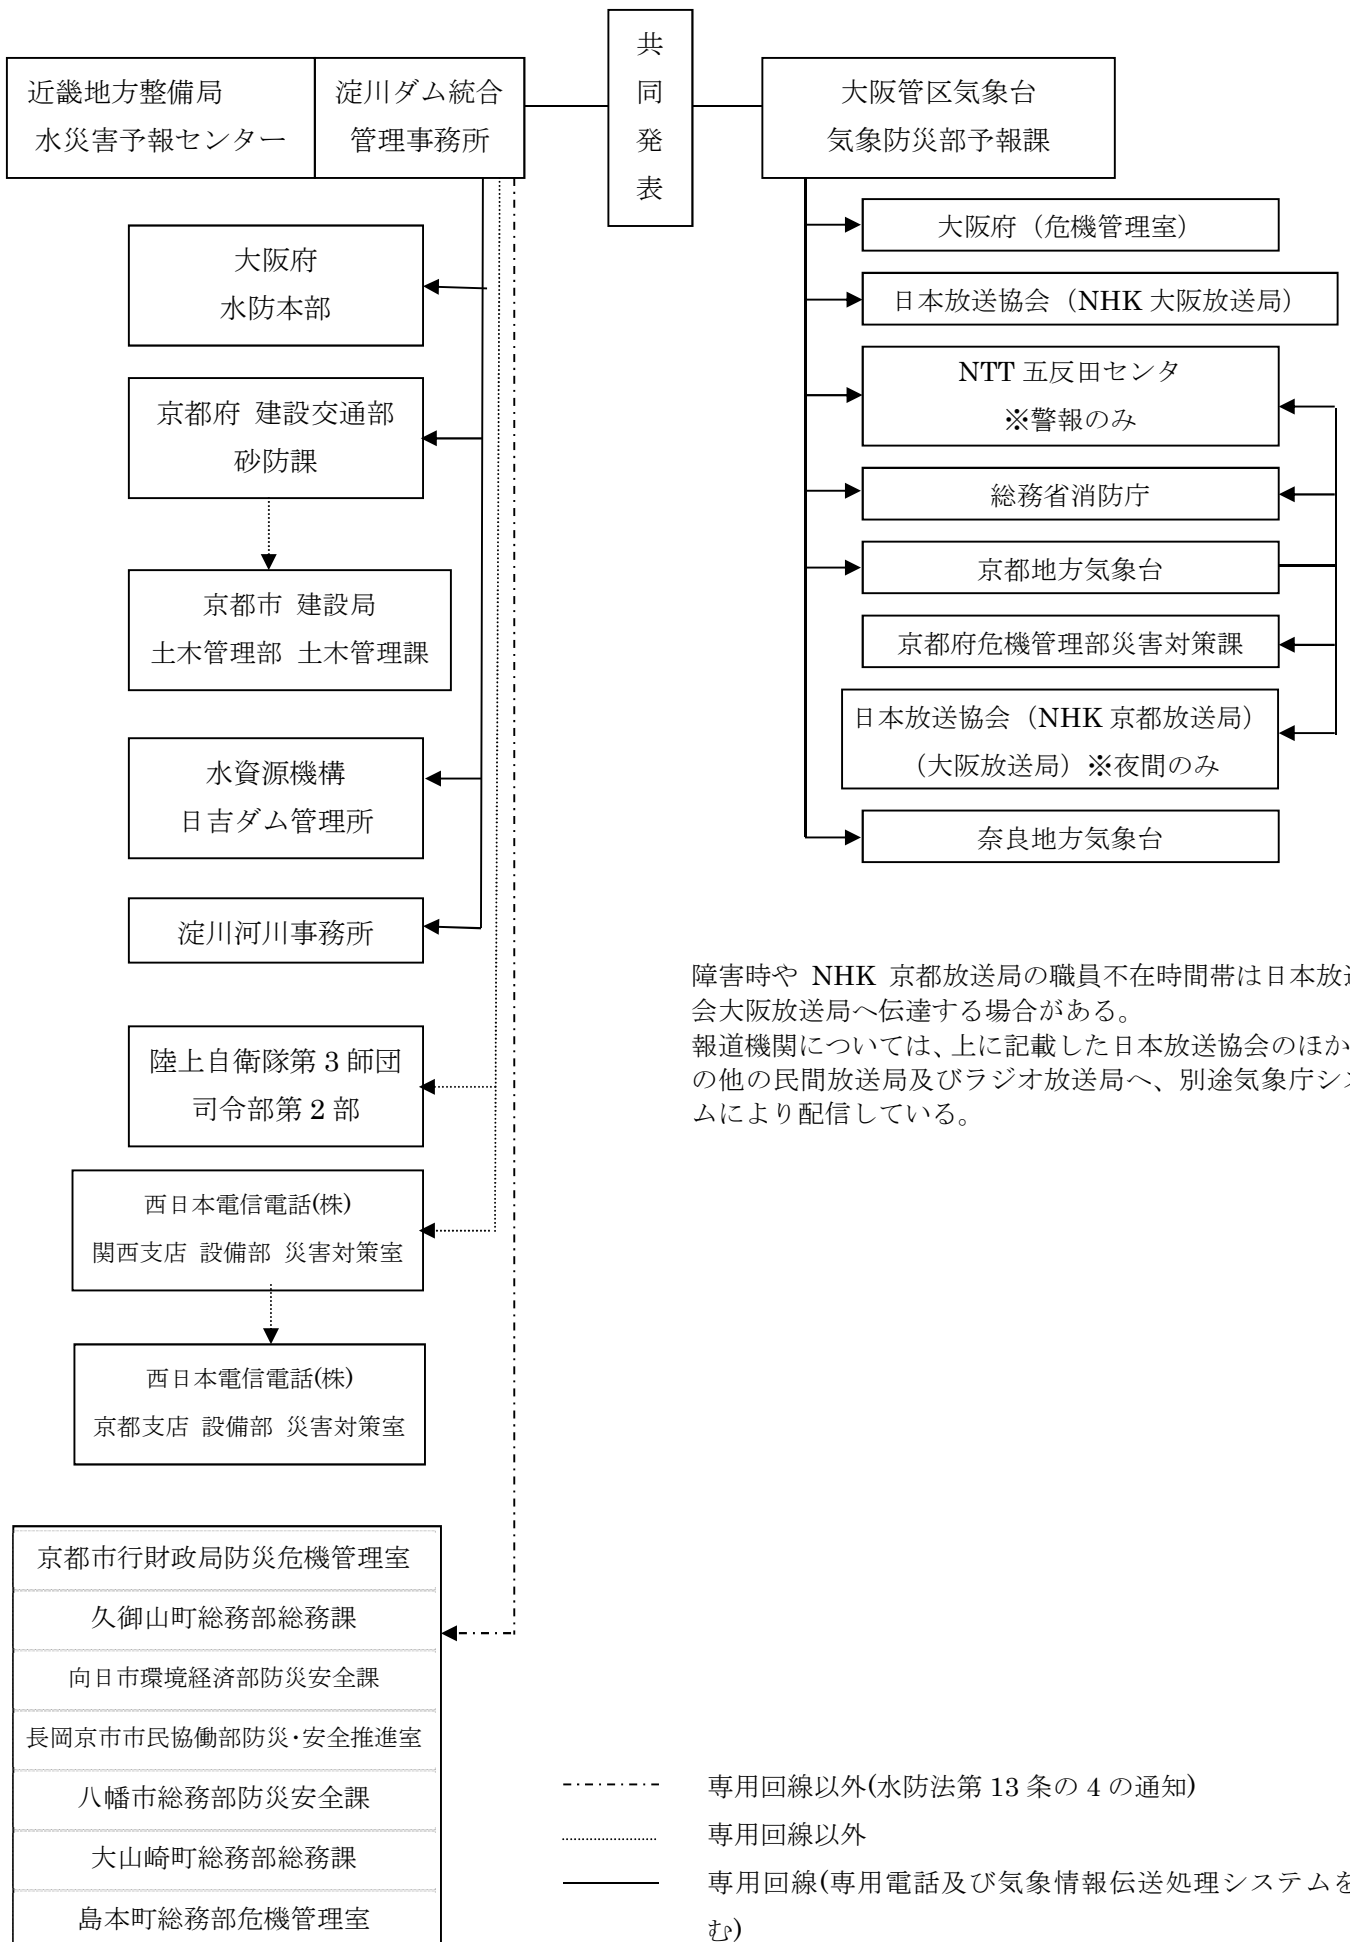 共同発表
近畿地方整備局
水災害予報センター
淀川ダム統合
管理事務所
大阪管区気象台
気象防災部予報課
大阪府
水防本部
京都府 建設交通部
砂防課
京都市 建設局
土木管理部 土木管理課
水資源機構
日吉ダム管理所
淀川河川事務所
陸上自衛隊第3師団
司令部第2部
西日本電信電話(株)
関西支店 設備部 災害対策室
西日本電信電話(株)
京都支店 設備部 災害対策室
京都市行財政局防災危機管理室
久御山町総務部総務課
向日市環境経済部防災安全課
長岡京市市民協働部防災・安全推進室
八幡市総務部防災安全課
大山崎町総務部総務課
島本町総務部危機管理室
大阪府（危機管理室）
日本放送協会（NHK大阪放送局）
NTT五反田センタ
※警報のみ
総務省消防庁
京都地方気象台
京都府危機管理部災害対策課
日本放送協会（NHK京都放送局）
（大阪放送局）※夜間のみ
奈良地方気象台
障害時や NHK 京都放送局の職員不在時間帯は日本放
会大阪放送局へ伝達する場合がある。
報道機関については、上に記載した日本放送協会のほか
の他の民間放送局及びラジオ放送局へ、別途気象庁シ
ムにより配信している。
専用回線以外(水防法第13条の4の通知)
専用回線以外
専用回線(専用電話及び気象情報伝送処理システムを
む)